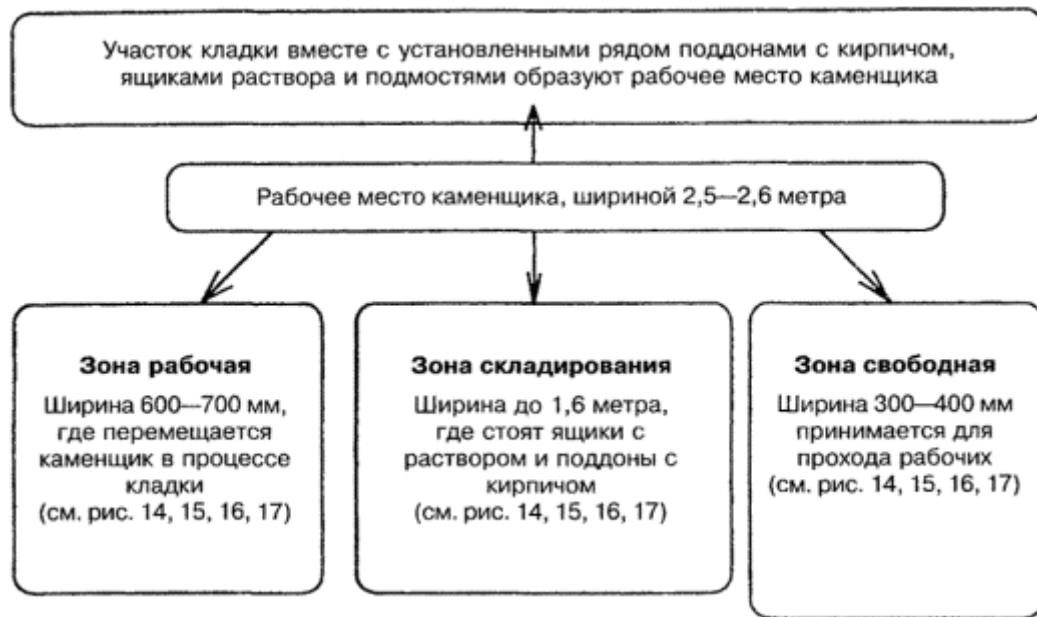 Участок кладки вместе с установленными рядом поддонами с кирпичом,
ящиками раствора и подмостями образуют рабочее место каменщика
Рабочее место каменщика, шириной 2,5—2,6 метра
Зона рабочая
Ширина 600—700 мм,
где перемещается
каменщик в процессе
кладки
(см. рис. 14, 15, 16, 17)
Зона складирования
Ширина до 1,6 метра,
где стоят ящики с
раствором и поддоны с
кирпичом
(см. рис. 14, 15, 16, 17)
Зона свободная
Ширина 300—400 мм
принимается для
прохода рабочих
(см. рис. 14, 15, 16, 17)